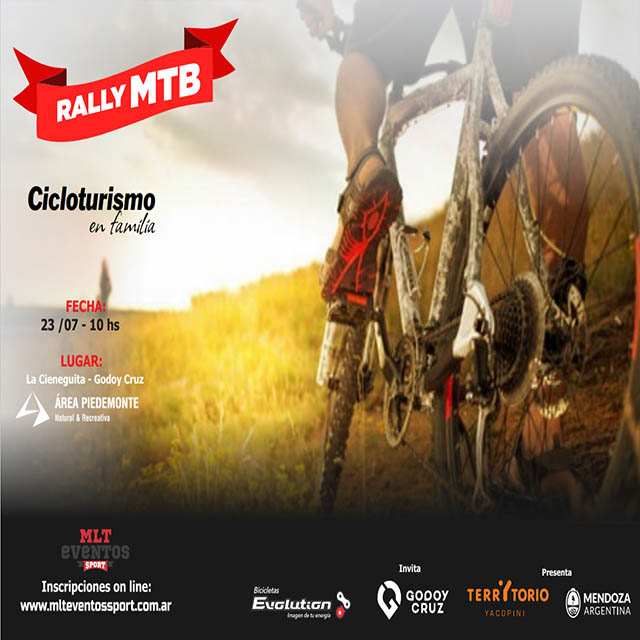 RALLY MTB
Cicloturismo
en familia
FECHA:
23 /07 - 10 hs
LUGAR:
La Cieneguita - Godoy Cruz
ÁREA PIEDEMONTE
Natural & Recreativa
MLT
eventos
SPORT
Inscripciones on line:
www.mlteventossport.com.ar
Bicicletas
Evolution
Imagen de tu energía
Invita
GODOY
CRUZ
Presenta
TERRITORIO
YACOPINI
MENDOZA
ARGENTINA